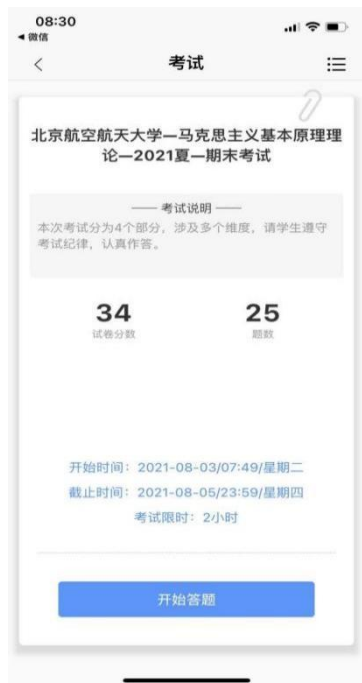 08:30
◀ 微信
考试
北京航空航天大学—马克思主义基本原理理
论—2021夏—期末考试
—— 考试说明 ——
本次考试分为4个部分，涉及多个维度，请学生遵守
考试纪律，认真作答。
34 25
试卷分数 题数
开始时间：2021-08-03/07:49/星期二
截止时间：2021-08-05/23:59/星期四
考试限时：2小时
开始答题